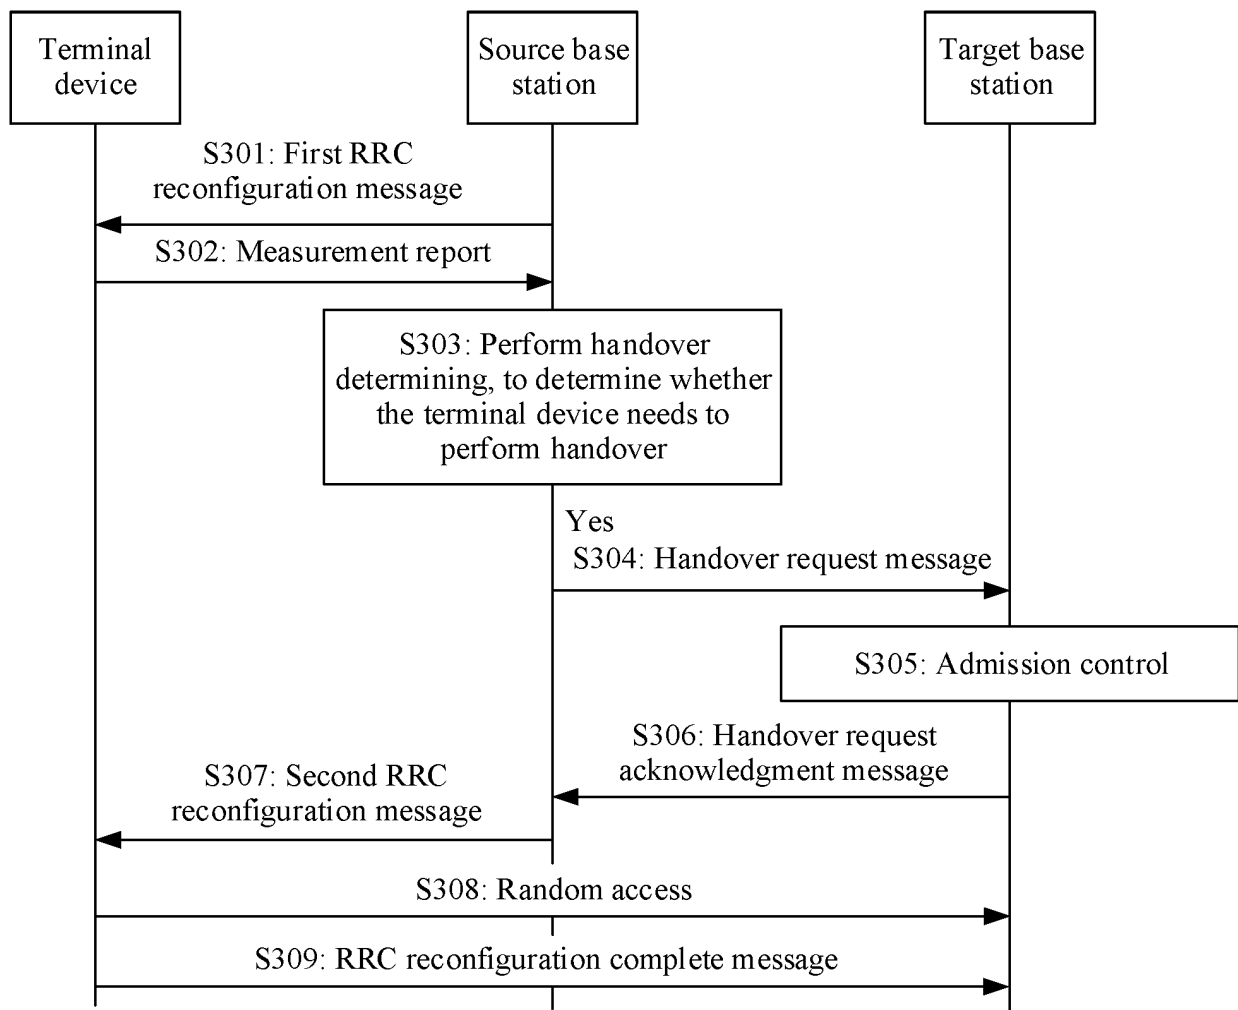 Terminal
device
Source base
station
Target base
station
S301: First RRC
reconfiguration message
S302: Measurement report
S303: Perform handover
determining, to determine whether
the terminal device needs to
perform handover
Yes
S304: Handover request message
S305: Admission control
S306: Handover request
acknowledgment message
S307: Second RRC
reconfiguration message
S308: Random access
S309: RRC reconfiguration complete message